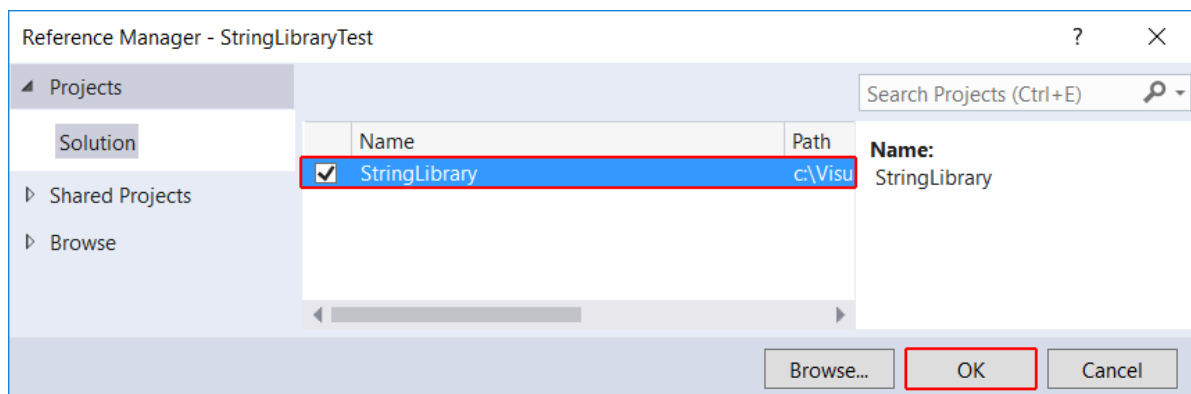 Reference Manager - StringLibraryTest ?
Projects
Search Projects (Ctrl+E)
Solution
Name Path
Name:
StringLibrary c:\Visu
StringLibrary
Shared Projects
Browse
Browse... OK Cancel